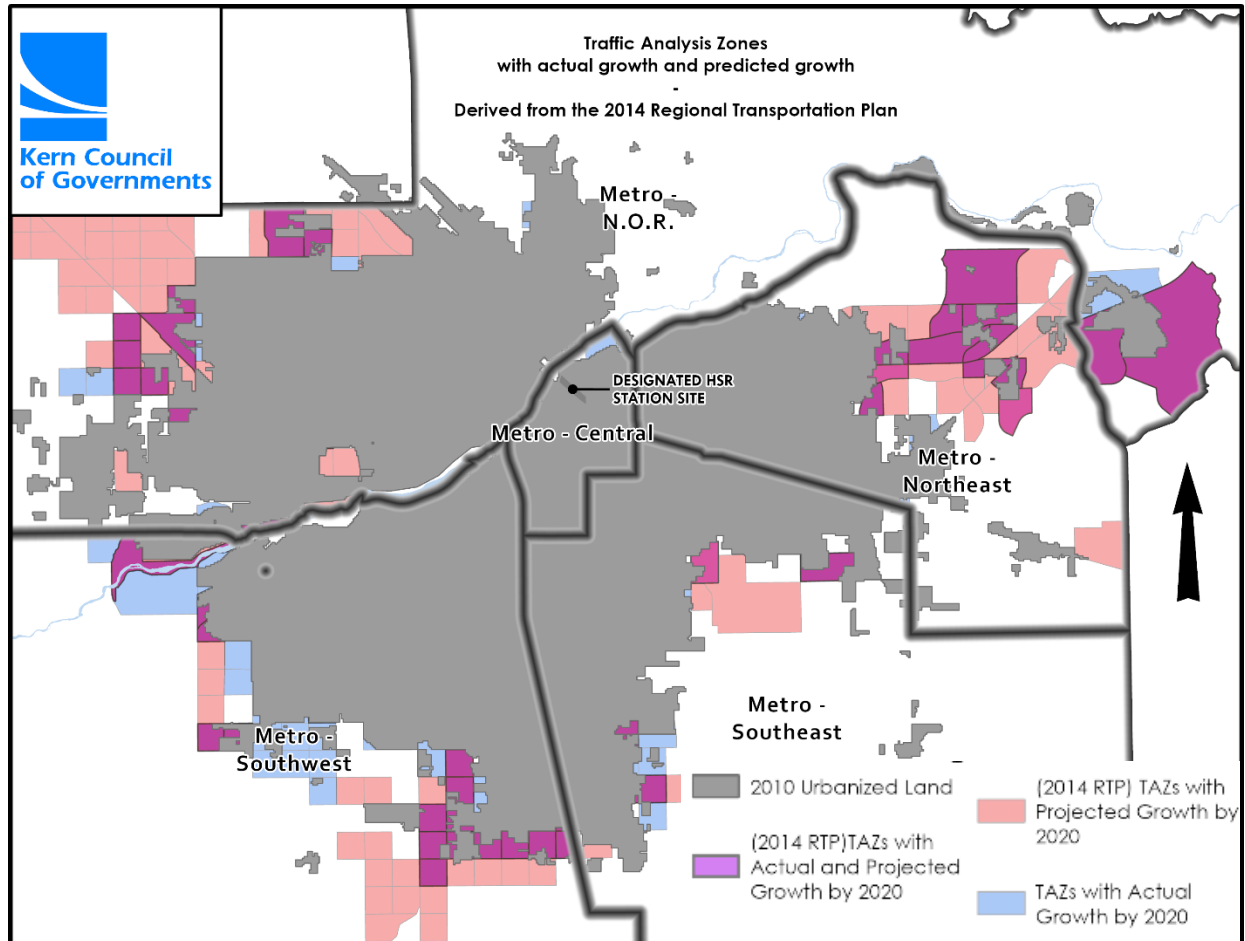 Kern Council
of Governments
Traffic Analysis Zones
with actual growth and predicted growth
-
Derived from the 2014 Regional Transportation Plan
Metro -
N.O.R.
DESIGNATED HSR
STATION SITE
Metro - Central
Metro -
Northeast
Metro -
Southeast
Metro -
Southwest
2010 Urbanized Land
(2014 RTP)TAZs with
Actual and Projected
Growth by 2020
(2014 RTP) TAZs with
Projected Growth by
2020
TAZs with Actual
Growth by 2020